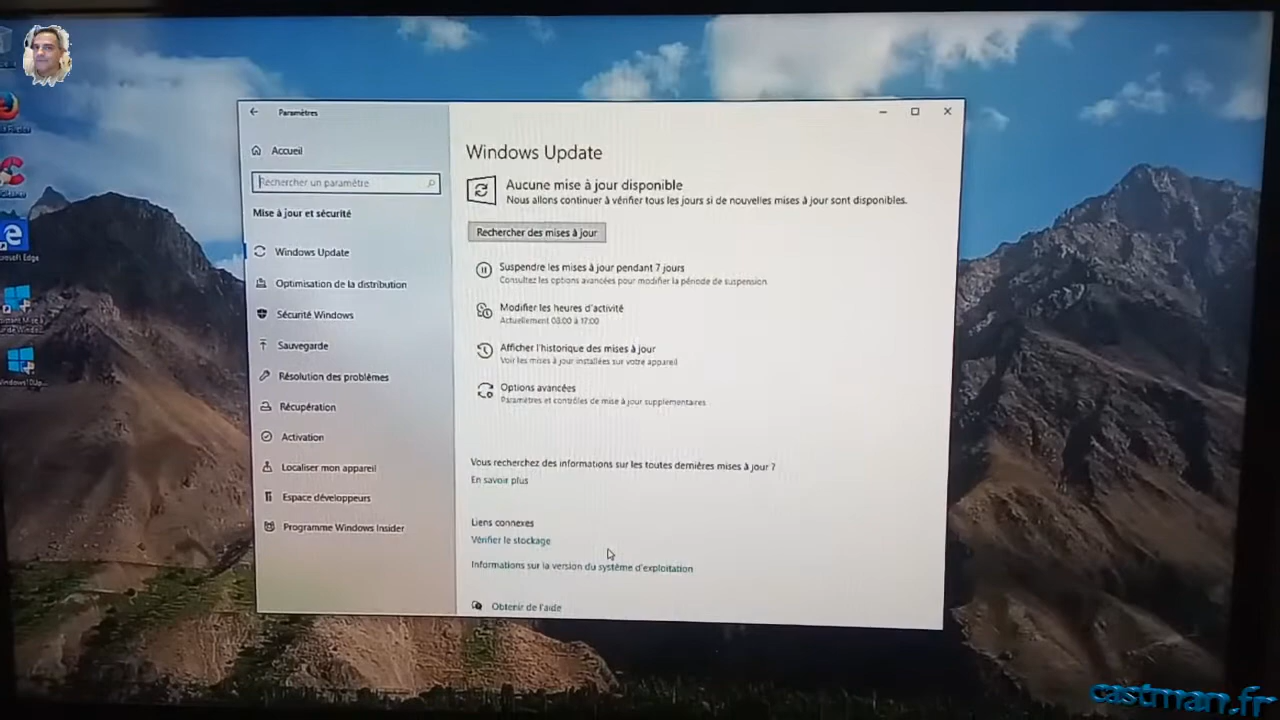 Paramètres
Accueil
Rechercher un paramètre
Mise à jour et sécurité
Windows Update
Optimisation de la distribution
Sécurité Windows
Sauvegarde
Résolution des problèmes
Récupération
Activation
Localiser mon appareil
Espace développeurs
Programme Windows Insider
Windows Update
Aucune mise à jour disponible
Nous allons continuer à vérifier tous les jours si de nouvelles mises à jour sont disponibles.
Rechercher des mises à jour
Suspendre les mises à jour pendant 7 jours
Consultez les options avancées pour modifier la période de suspension
Modifier les heures d'activité
Actuellement 08:00 à 17:00
Afficher l'historique des mises à jour
Voir les mises à jour installées sur votre appareil
Options avancées
Paramètres et contrôles de mise à jour supplémentaires
Vous recherchez des informations sur les toutes dernières mises à jour ?
En savoir plus
Liens connexes
Vérifier le stockage
Informations sur la version du système d'exploitation
Obtenir de l'aide
castman.fr